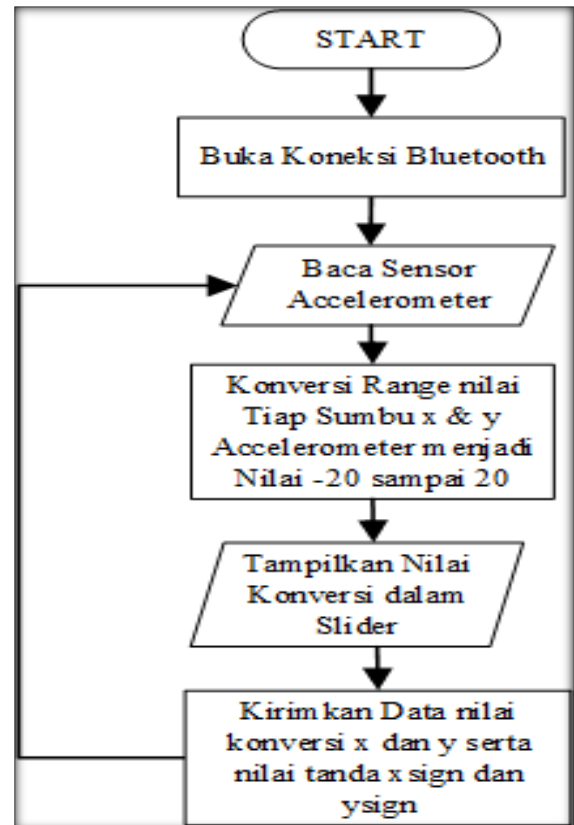 START
Buka Koneksi Bluetooth
Baca Sensor
Accelerometer
Konversi Range nilai
Tiap Sumbu x & y
Accelerometer menjadi
Nilai -20 sampai 20
Tampilkan Nilai
Konversi dalam
Slider
Kirimkan Data nilai
konversi x dan y serta
nilai tanda xsign dan
ysign